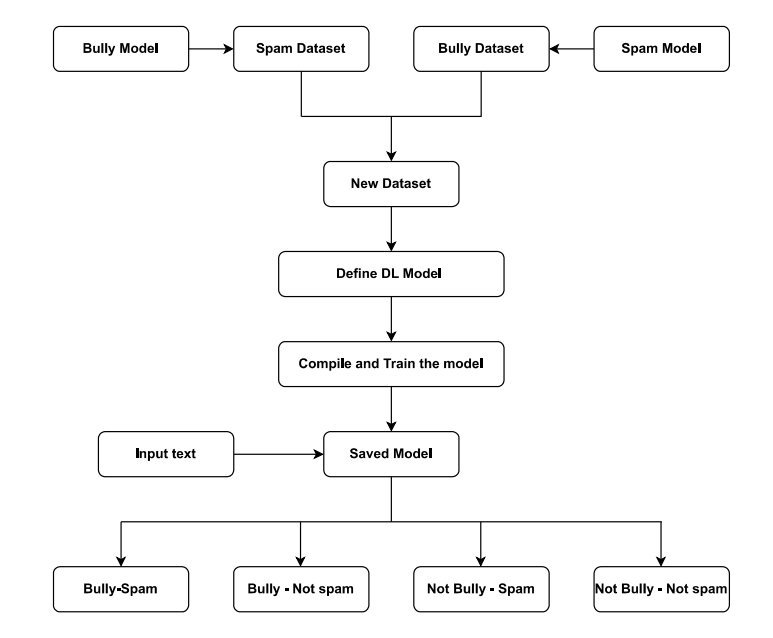 Bully Model
Spam Dataset
Bully Dataset
Spam Model
New Dataset
Define DL Model
Compile and Train the model
Input text
Saved Model
Bully-Spam
Bully - Not spam
Not Bully - Spam
Not Bully - Not spam